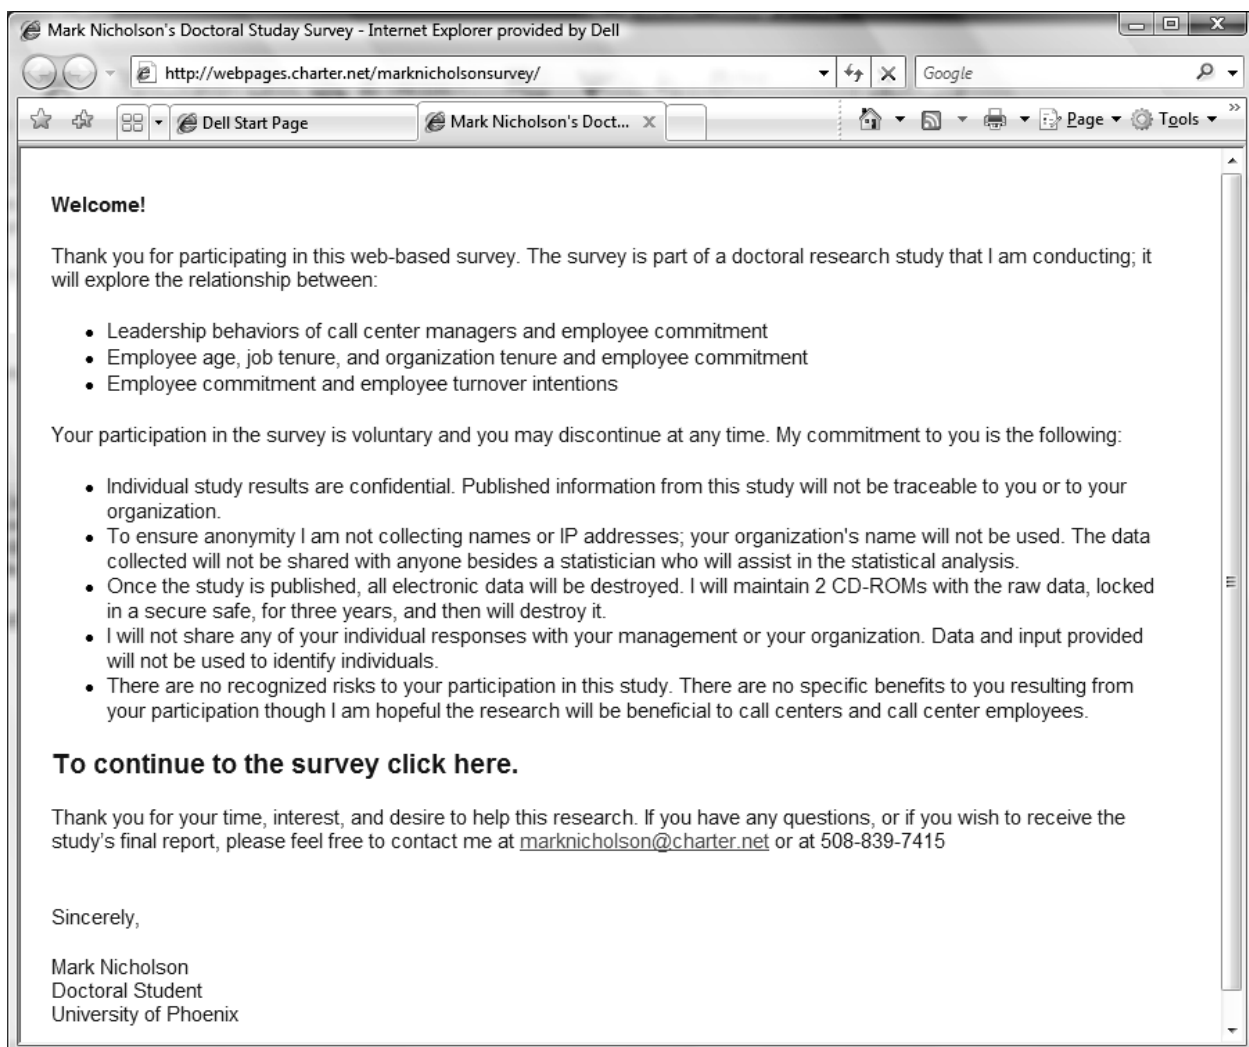 Mark Nicholson's Doctoral Studay Survey - Internet Explorer provided by Dell
http://webpages.charter.net/marknicholsonsurvey/
Google
Dell Start Page
Mark Nicholson's Doct...
Page
Tools
Welcome!
Thank you for participating in this web-based survey. The survey is part of a doctoral research study that I am conducting; it
will explore the relationship between:
• Leadership behaviors of call center managers and employee commitment
• Employee age, job tenure, and organization tenure and employee commitment
• Employee commitment and employee turnover intentions
Your participation in the survey is voluntary and you may discontinue at any time. My commitment to you is the following:
• Individual study results are confidential. Published information from this study will not be traceable to you or to your
organization.
• To ensure anonymity I am not collecting names or IP addresses; your organization's name will not be used. The data
collected will not be shared with anyone besides a statistician who will assist in the statistical analysis.
• Once the study is published, all electronic data will be destroyed. I will maintain 2 CD-ROMs with the raw data, locked
in a secure safe, for three years, and then will destroy it.
• I will not share any of your individual responses with your management or your organization. Data and input provided
will not be used to identify individuals.
• There are no recognized risks to your participation in this study. There are no specific benefits to you resulting from
your participation though I am hopeful the research will be beneficial to call centers and call center employees.
To continue to the survey click here.
Thank you for your time, interest, and desire to help this research. If you have any questions, or if you wish to receive the
study's final report, please feel free to contact me at marknicholson@charter.net or at 508-839-7415
Sincerely,
Mark Nicholson
Doctoral Student
University of Phoenix